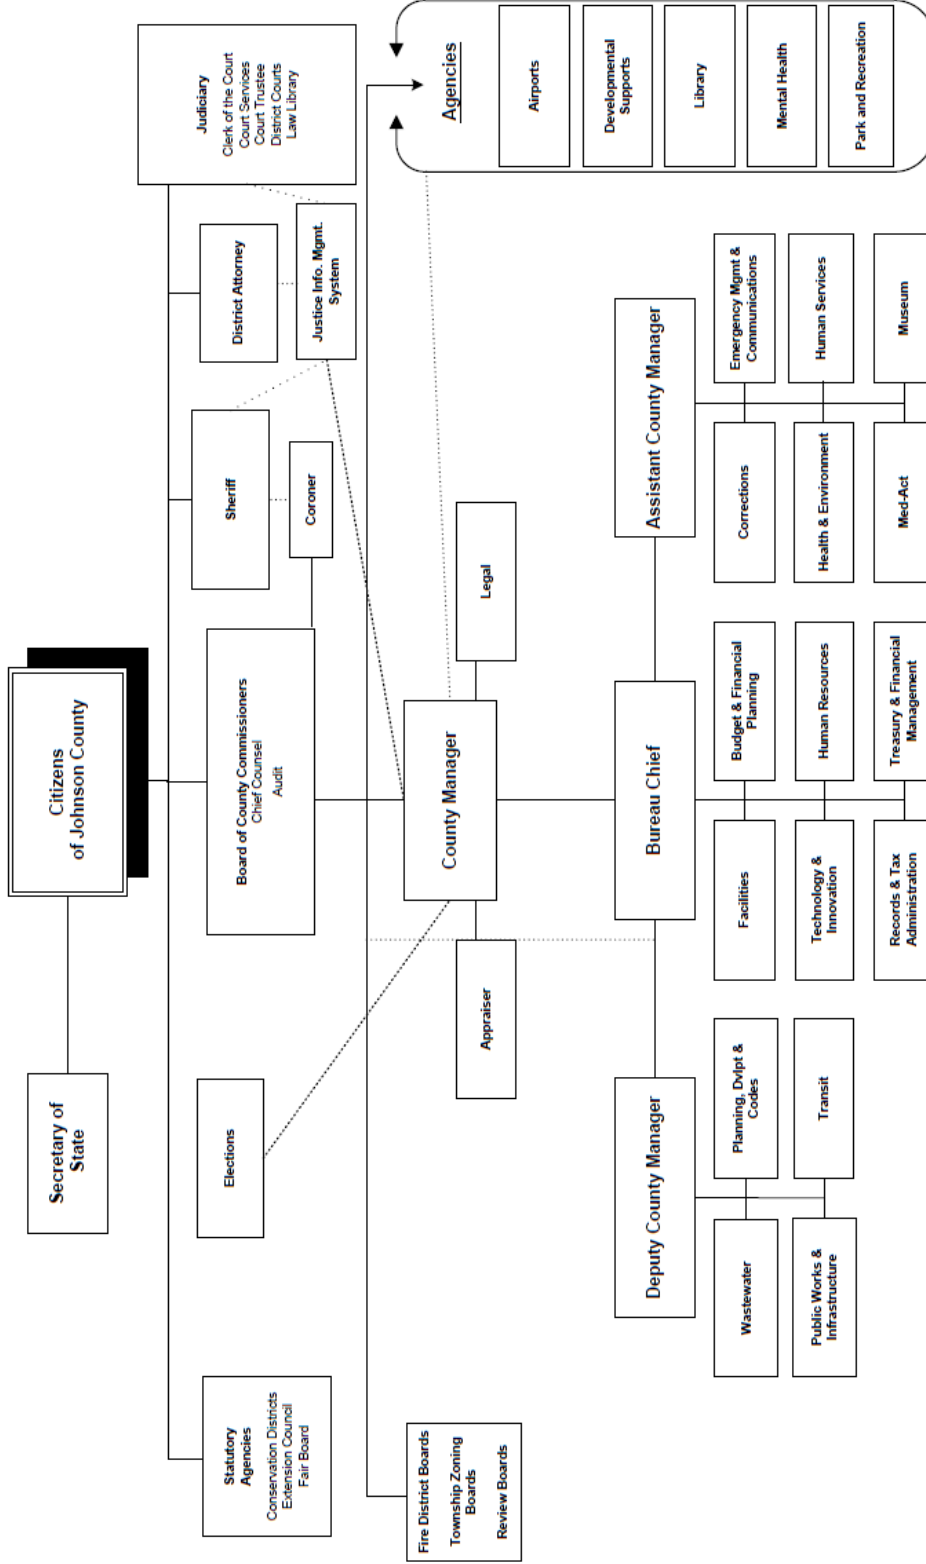 Citizens
of Johnson County
Secretary of
State
Statutory
Agencies
Conservation Districts
Extension Council
Fair Board
Elections
Board of County Commissioners
Chief Counsel
Audit
Sheriff
Coroner
District Attorney
Justice Info. Mgmt.
System
Judiciary
Clerk of the Court
Court Services
Court Trustee
District Courts
Law Library
Fire District Boards
Township Zoning
Boards
Review Boards
Appraiser
County Manager
Legal
Agencies
Airports
Developmental
Supports
Library
Mental Health
Park and Recreation
Deputy County Manager
Wastewater
Planning, Dvlpt &
Codes
Public Works &
Infrastructure
Transit
Bureau Chief
Facilities
Budget & Financial
Planning
Technology &
Innovation
Human Resources
Records & Tax
Administration
Treasury & Financial
Management
Assistant County Manager
Corrections
Emergency Mgmt &
Communications
Health & Environment
Human Services
Med-Act
Museum